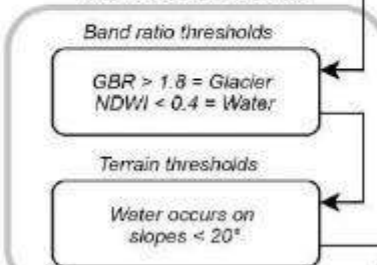 Band ratio thresholds
GBR > 1.8 = Glacier
NDWI < 0.4 = Water
Terrain thresholds
Water occurs on
slopes < 20°